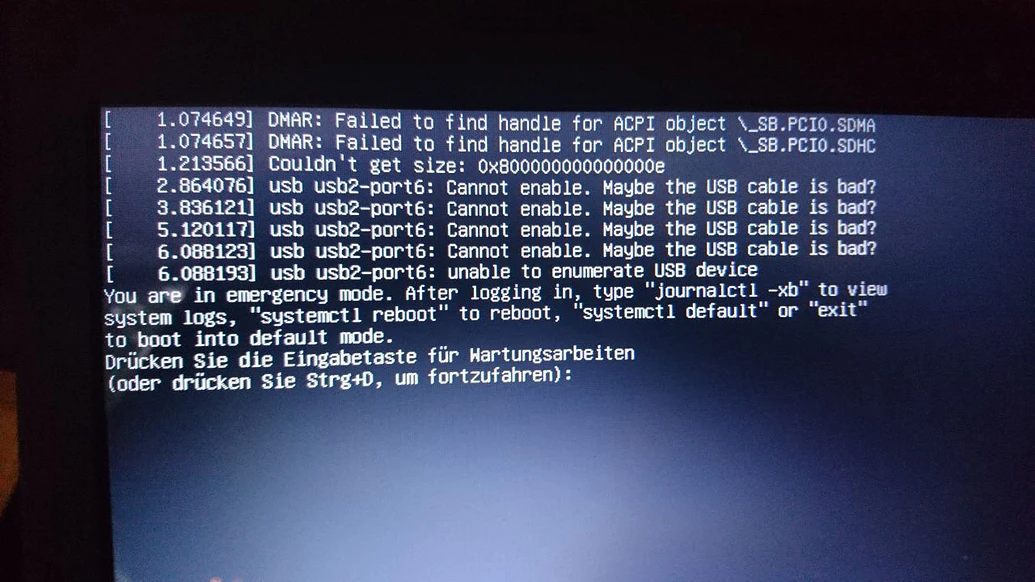 [    1.074649] DMAR: Failed to find handle for ACPI object \_SB.PCI0.SDMA
[    1.074657] DMAR: Failed to find handle for ACPI object \_SB.PCI0.SDHC
[    1.213566] Couldn't get size: 0x800000000000000e
[    2.864076] usb usb2-port6: Cannot enable. Maybe the USB cable is bad?
[    3.836121] usb usb2-port6: Cannot enable. Maybe the USB cable is bad?
[    5.120117] usb usb2-port6: Cannot enable. Maybe the USB cable is bad?
[    6.088123] usb usb2-port6: Cannot enable. Maybe the USB cable is bad?
[    6.088193] usb usb2-port6: unable to enumerate USB device
You are in emergency mode. After logging in, type "journalctl -xb" to view
system logs, "systemctl reboot" to reboot, "systemctl default" or "exit"
to boot into default mode.
Drücken Sie die Eingabetaste für Wartungsarbeiten
(oder drücken Sie Strg+D, um fortzufahren):